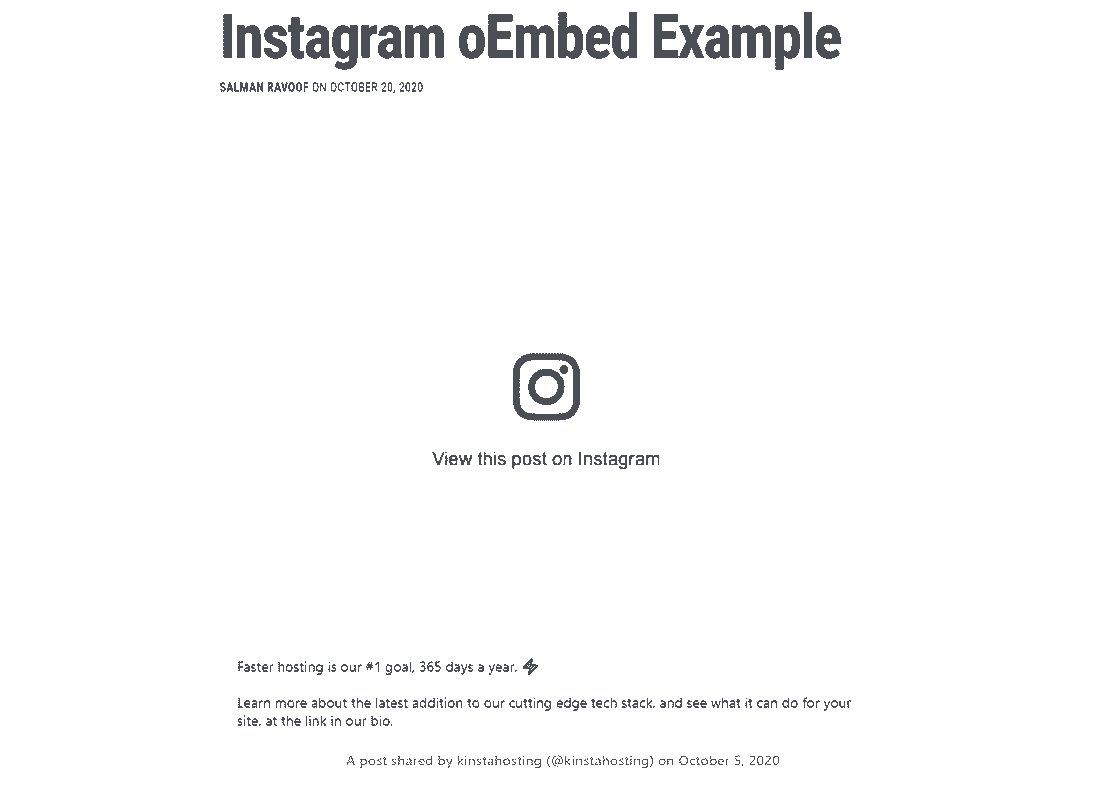 Instagram oEmbed Example
SALMAN RAVOOF ON OCTOBER 20, 2020
View this post on Instagram
Faster hosting is our #1 goal, 365 days a year. ⚡
Learn more about the latest addition to our cutting edge tech stack, and see what it can do for your
site, at the link in our bio.
A post shared by kinstahosting (@kinstahosting) on October 5, 2020